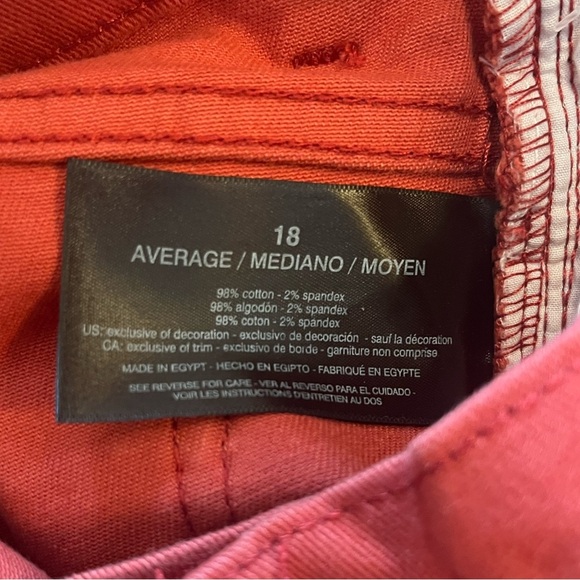 18
AVERAGE / MEDIANO / MOYEN
98% cotton - 2% spandex
98% algodón - 2% spandex
98% coton - 2% spandex
US: exclusive of decoration - exclusivo de decoración - sauf la décoration
CA: exclusive of trim - exclusivo de borde - garniture non comprise
MADE IN EGYPT - HECHO EN EGIPTO - FABRIQUÉ EN EGYPTE
SEE REVERSE FOR CARE - VER AL REVERSO PARA EL CUIDADO -
VOIR LES INSTRUCTIONS D'ENTRETIEN AU DOS